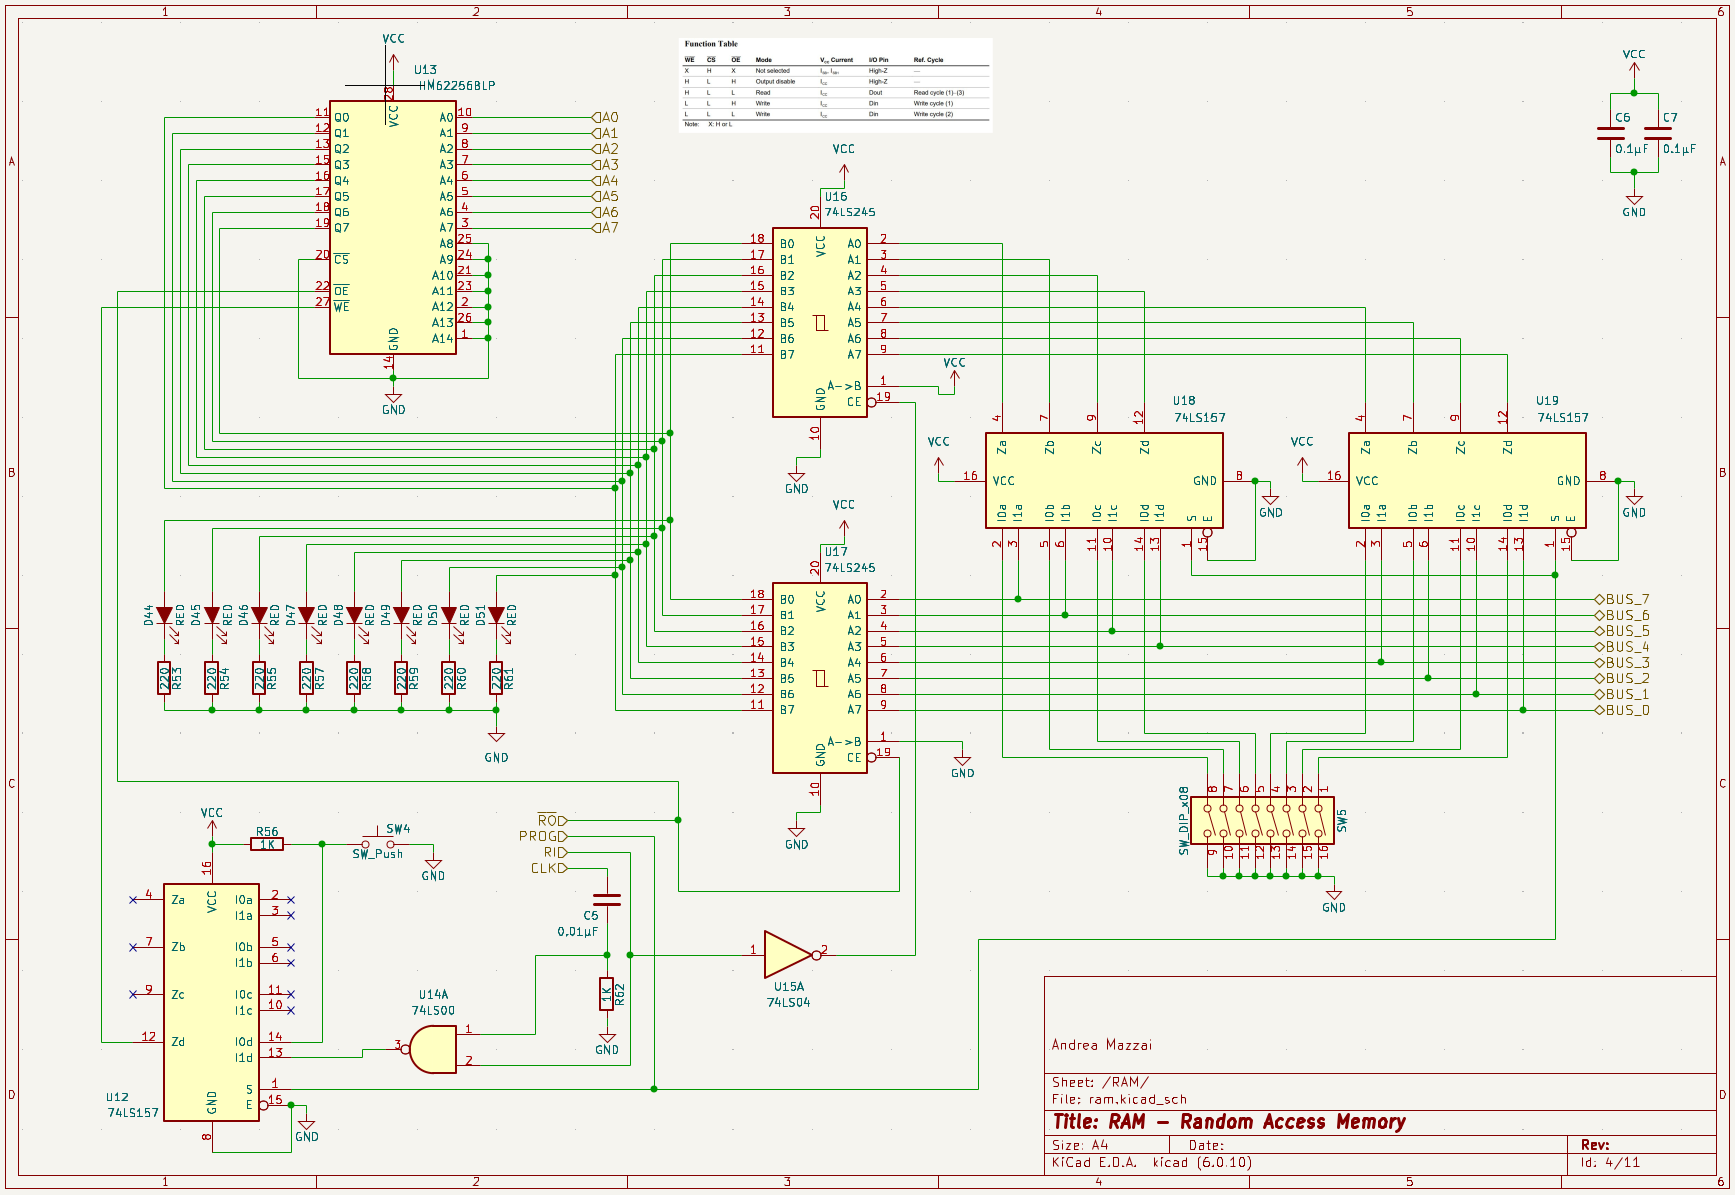 1 2 3 4 5 6
A B C D
VCC
U13
HM62256BLP
28
VCC
11 Q0 A0 10 A0
12 Q1 A1 9 A1
13 Q2 A2 8 A2
15 Q3 A3 7 A3
16 Q4 A4 6 A4
17 Q5 A5 5 A5
18 Q6 A6 4 A6
19 Q7 A7 3 A7
A8 25
20 CS A9 24
A10 21
22 OE A11 23
27 WE A12 2
A13 26
A14 1
GND
14
GND
Function Table
WE CS OE Mode VCC Current I/O Pin Ref. Cycle
X H X Not selected ISB, ISB1 High-Z —
H L H Output disable ICC High-Z —
H L L Read ICC Dout Read cycle (1)–(3)
L L H Write ICC Din Write cycle (1)
L L L Write ICC Din Write cycle (2)
Note: X: H or L
VCC
C6 C7
0.1µF 0.1µF
GND
VCC
U16
74LS245
20
VCC
18 B0 A0 2
17 B1 A1 3
16 B2 A2 4
15 B3 A3 5
14 B4 A4 6
13 B5 A5 7
12 B6 A6 8
11 B7 A7 9
A->B 1
CE 19
GND
10
GND
VCC
U18
74LS157
4 7 9 12
Za Zb Zc Zd
VCC
16 VCC GND 8
GND
I0a I1a I0b I1b I0c I1c I0d I1d S E
2 3 5 6 11 10 14 13 1 15
U19
74LS157
4 7 9 12
Za Zb Zc Zd
VCC
16 VCC GND 8
GND
I0a I1a I0b I1b I0c I1c I0d I1d S E
2 3 5 6 11 10 14 13 1 15
VCC
U17
74LS245
20
VCC
18 B0 A0 2 BUS_7
17 B1 A1 3 BUS_6
16 B2 A2 4 BUS_5
15 B3 A3 5 BUS_4
14 B4 A4 6 BUS_3
13 B5 A5 7 BUS_2
12 B6 A6 8 BUS_1
11 B7 A7 9 BUS_0
A->B 1
CE 19
GND
10
GND
GND
D44 RED D45 RED D46 RED D47 RED D48 RED D49 RED D50 RED D51 RED
220 R53 220 R54 220 R55 220 R57 220 R58 220 R59 220 R60 220 R61
GND
SW_DIP_x08
8 7 6 5 4 3 2 1
SW5
9 10 11 12 13 14 15 16
GND
VCC
R56
1K
SW4
SW_Push
GND
16
VCC
4 Za I0a 2
I1a 3
7 Zb I0b 5
I1b 6
9 Zc I0c 11
I1c 10
12 Zd I0d 14
I1d 13
S 1
E 15
GND
8
GND
U12
74LS157
RO
PROG
RI
CLK
C5
0.01µF
1K R62
GND
U14A
74LS00
1
2
3
1 2
U15A
74LS04
Andrea Mazzai
Sheet: /RAM/
File: ram.kicad_sch
Title: RAM – Random Access Memory
Size: A4 Date: Rev:
KiCad E.D.A. kicad (6.0.10) Id: 4/11
1 2 3 4 5 6
A B C D